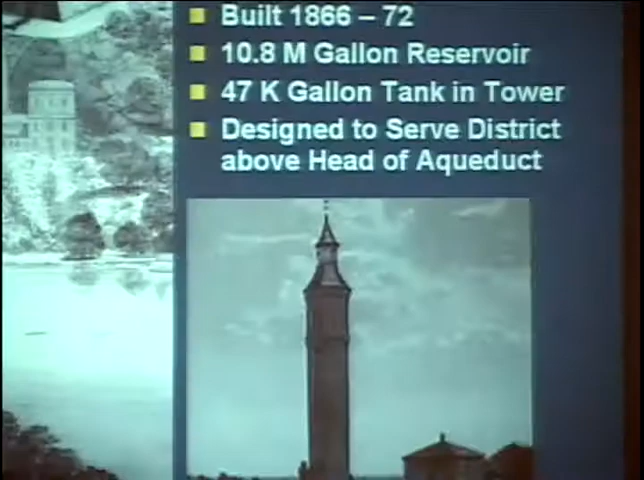 Built 1866 – 72
10.8 M Gallon Reservoir
47 K Gallon Tank in Tower
Designed to Serve District
above Head of Aqueduct